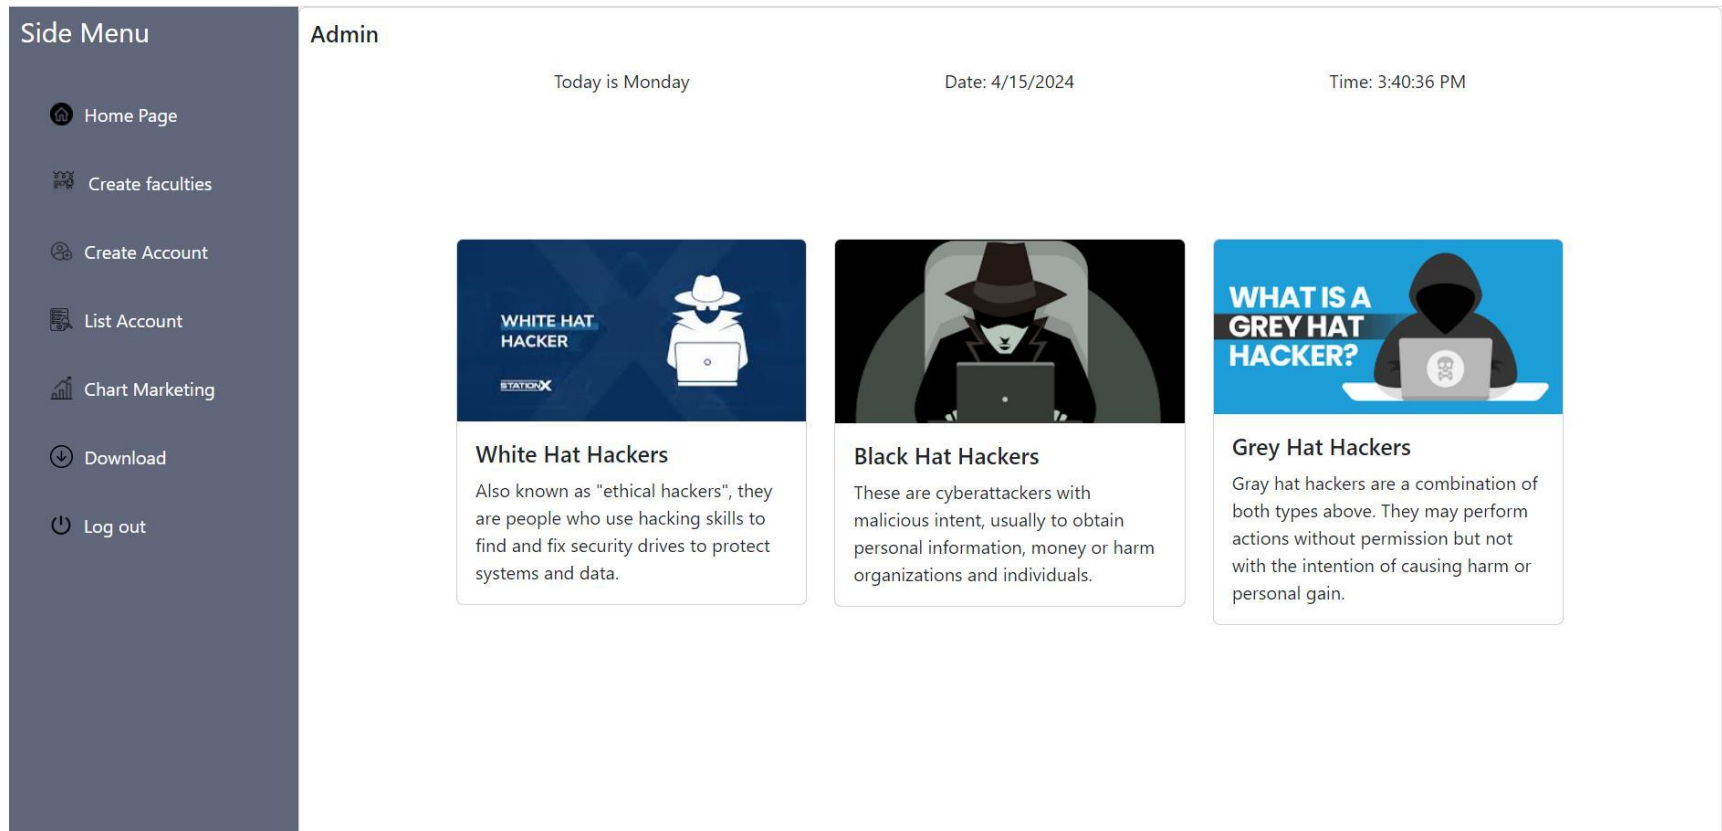 Side Menu
Home Page
Create faculties
Create Account
List Account
Chart Marketing
Download
Log out
Admin
Today is Monday
Date: 4/15/2024
Time: 3:40:36 PM
WHITE HAT
HACKER
STATIONX
White Hat Hackers
Also known as "ethical hackers", they
are people who use hacking skills to
find and fix security drives to protect
systems and data.
Black Hat Hackers
These are cyberattackers with
malicious intent, usually to obtain
personal information, money or harm
organizations and individuals.
WHAT IS A
GREY HAT
HACKER?
Grey Hat Hackers
Gray hat hackers are a combination of
both types above. They may perform
actions without permission but not
with the intention of causing harm or
personal gain.